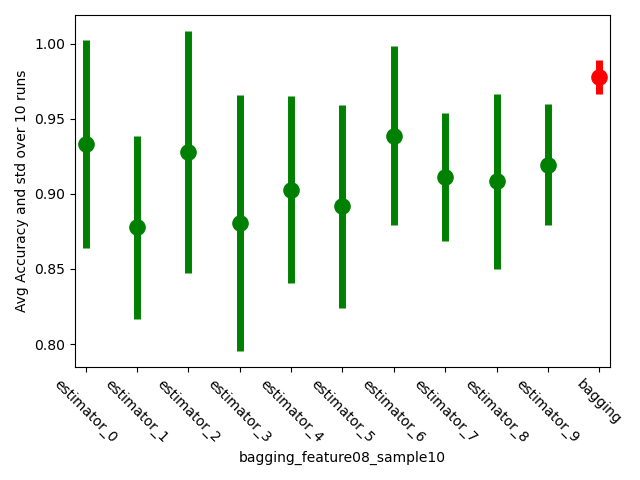 Avg Accuracy and std over 10 runs
1.00
0.95
0.90
0.85
0.80
estimator_0
estimator_1
estimator_2
estimator_3
estimator_4
estimator_5
estimator_6
estimator_7
estimator_8
estimator_9
bagging
bagging_feature08_sample10